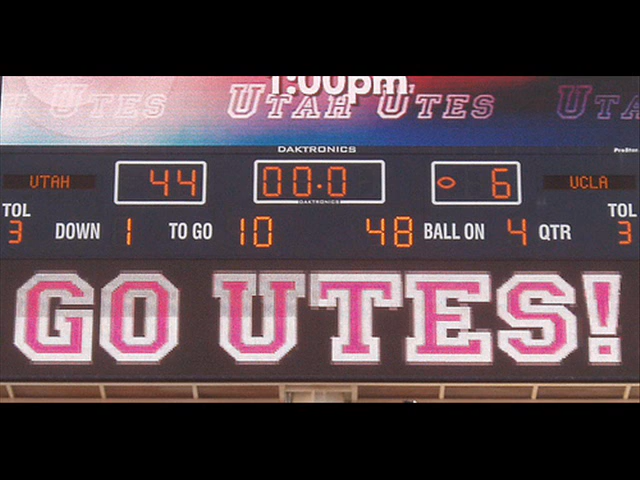 1:00pm
UTES UTAH UTES UTA
DAKTRONICS
UTAH 44 00.0 6 UCLA
DAKTRONICS
TOL TOL
3 DOWN 1 TO GO 10 48 BALL ON 4 QTR 3
GO UTES!